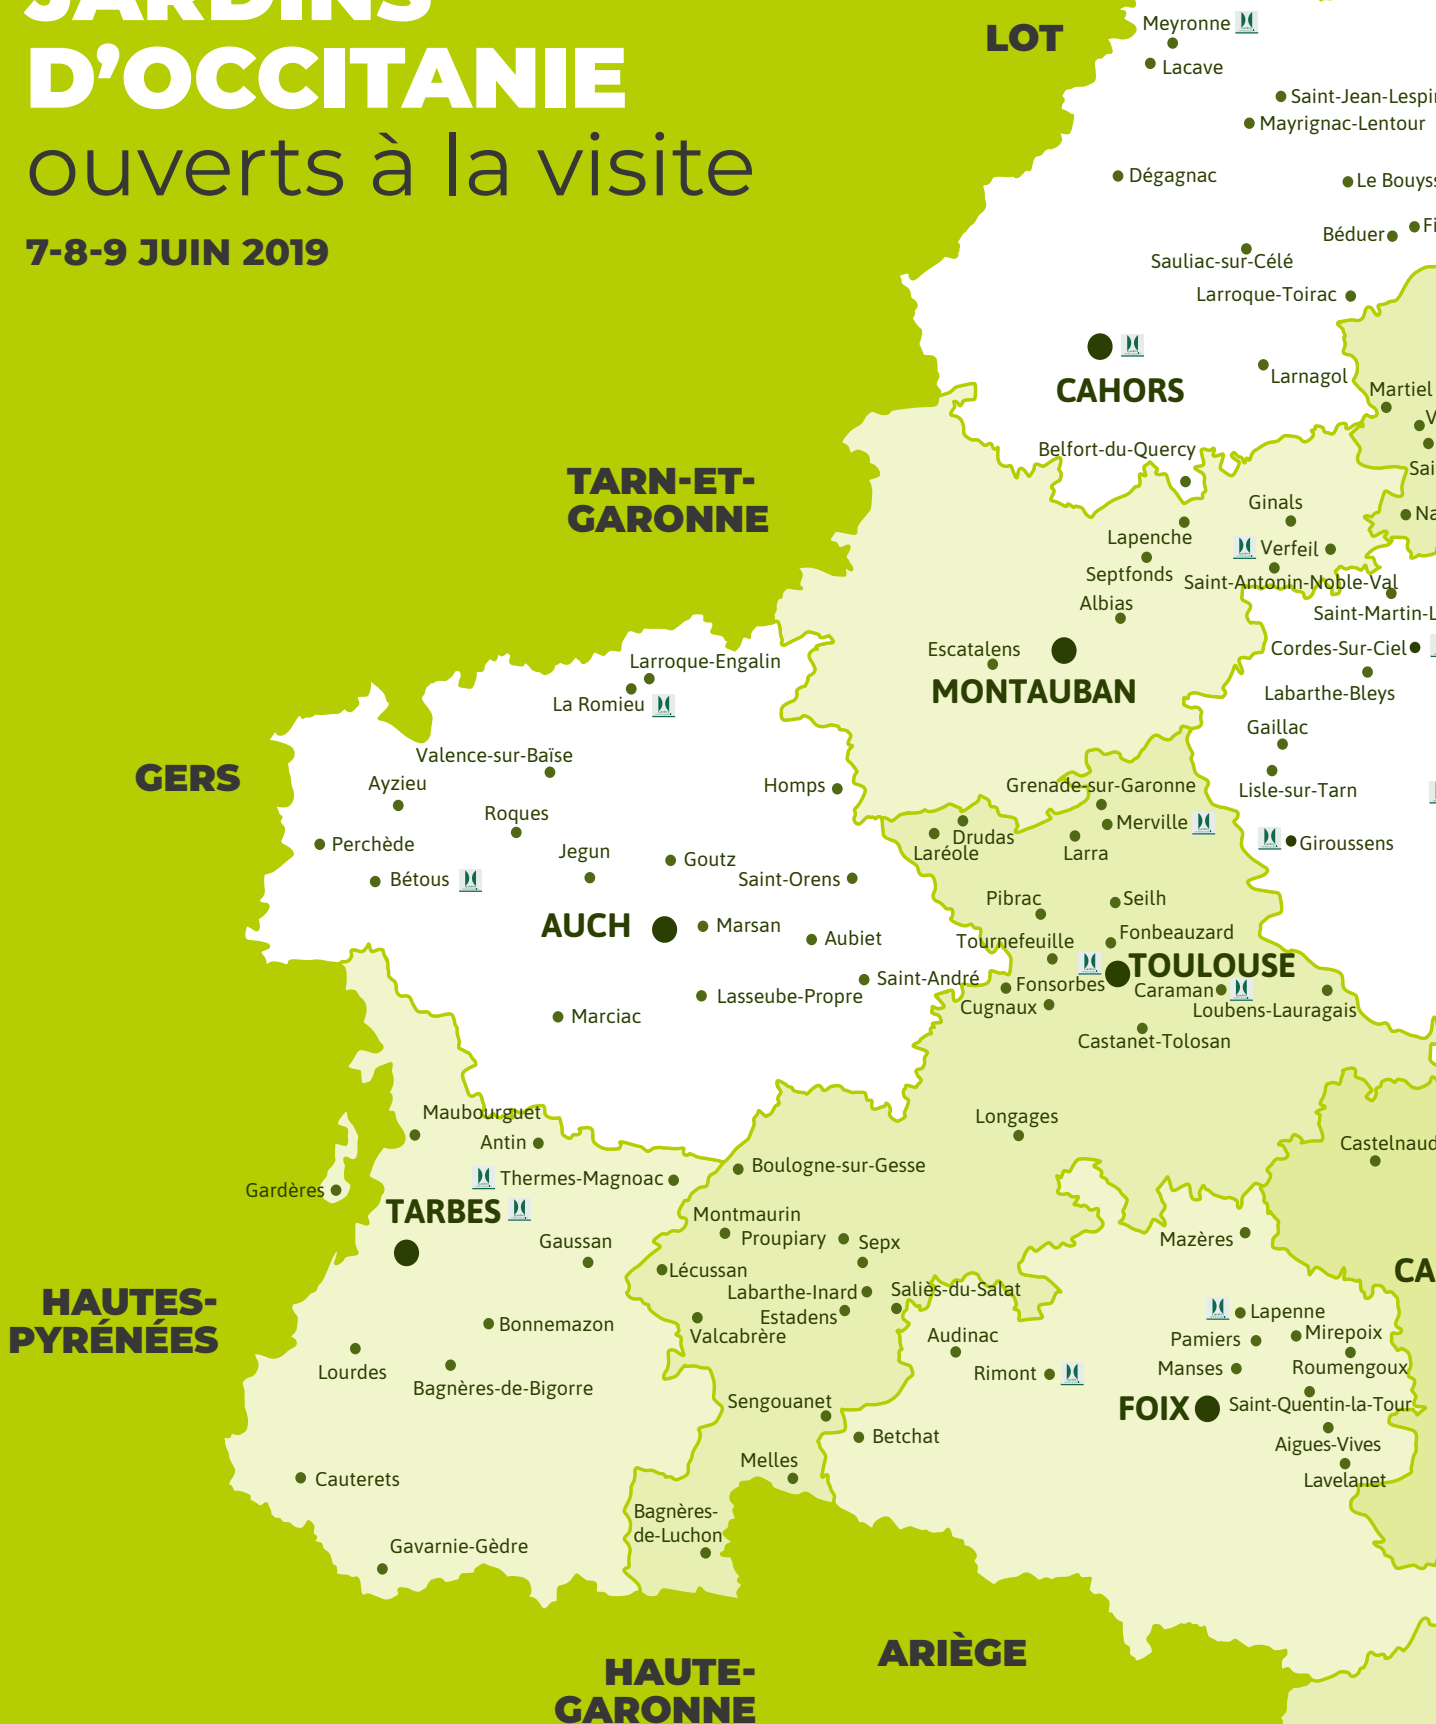 JARDINS
D’OCCITANIE
ouverts à la visite
7-8-9 JUIN 2019
LOT
Meyronne
Lacave
Saint-Jean-Lespi
Mayrignac-Lentour
Dégagnac
Le Bouys
Béduer
Fi
Sauliac-sur-Célé
Larroque-Toirac
CAHORS
Larnagol
Martiel
V
Belfort-du-Quercy
Sai
TARN-ET-
GARONNE
Ginals
Na
Lapenche
Verfeil
Septfonds
Saint-Antonin-Noble-Val
Albias
Saint-Martin-L
Escatalens
Cordes-Sur-Ciel
MONTAUBAN
Labarthe-Bleys
Larroque-Engalin
La Romieu
Gaillac
GERS
Valence-sur-Baïse
Ayzieu
Homps
Grenade-sur-Garonne
Lisle-sur-Tarn
Roques
Merville
Perchède
Drudas
Laréole
Larra
Giroussens
Jegun
Goutz
Bétous
Saint-Orens
Pibrac
Seilh
AUCH
Marsan
Aubiet
Tournefeuille
Fonbeauzard
TOULOUSE
Saint-André
Fonsorbes
Caraman
Lasseube-Propre
Cugnaux
Loubens-Lauragais
Marciac
Castanet-Tolosan
Maubourguet
Longages
Antin
Castelnaud
Boulogne-sur-Gesse
Thermes-Magnoac
Gardères
TARBES
Montmaurin
Proupiary
Sepx
Gaussan
Mazères
Lécussan
CA
HAUTES-
PYRÉNÉES
Labarthe-Inard
Saliès-du-Salat
Estadens
Lapenne
Bonnemazon
Valcabrère
Audinac
Pamiers
Mirepoix
Lourdes
Rimont
Manses
Roumengoux
Bagnères-de-Bigorre
Sengouanet
FOIX
Saint-Quentin-la-Tour
Betchat
Aigues-Vives
Melles
Cauterets
Lavelanet
Bagnères-
de-Luchon
Gavarnie-Gèdre
ARIÈGE
HAUTE-
GARONNE